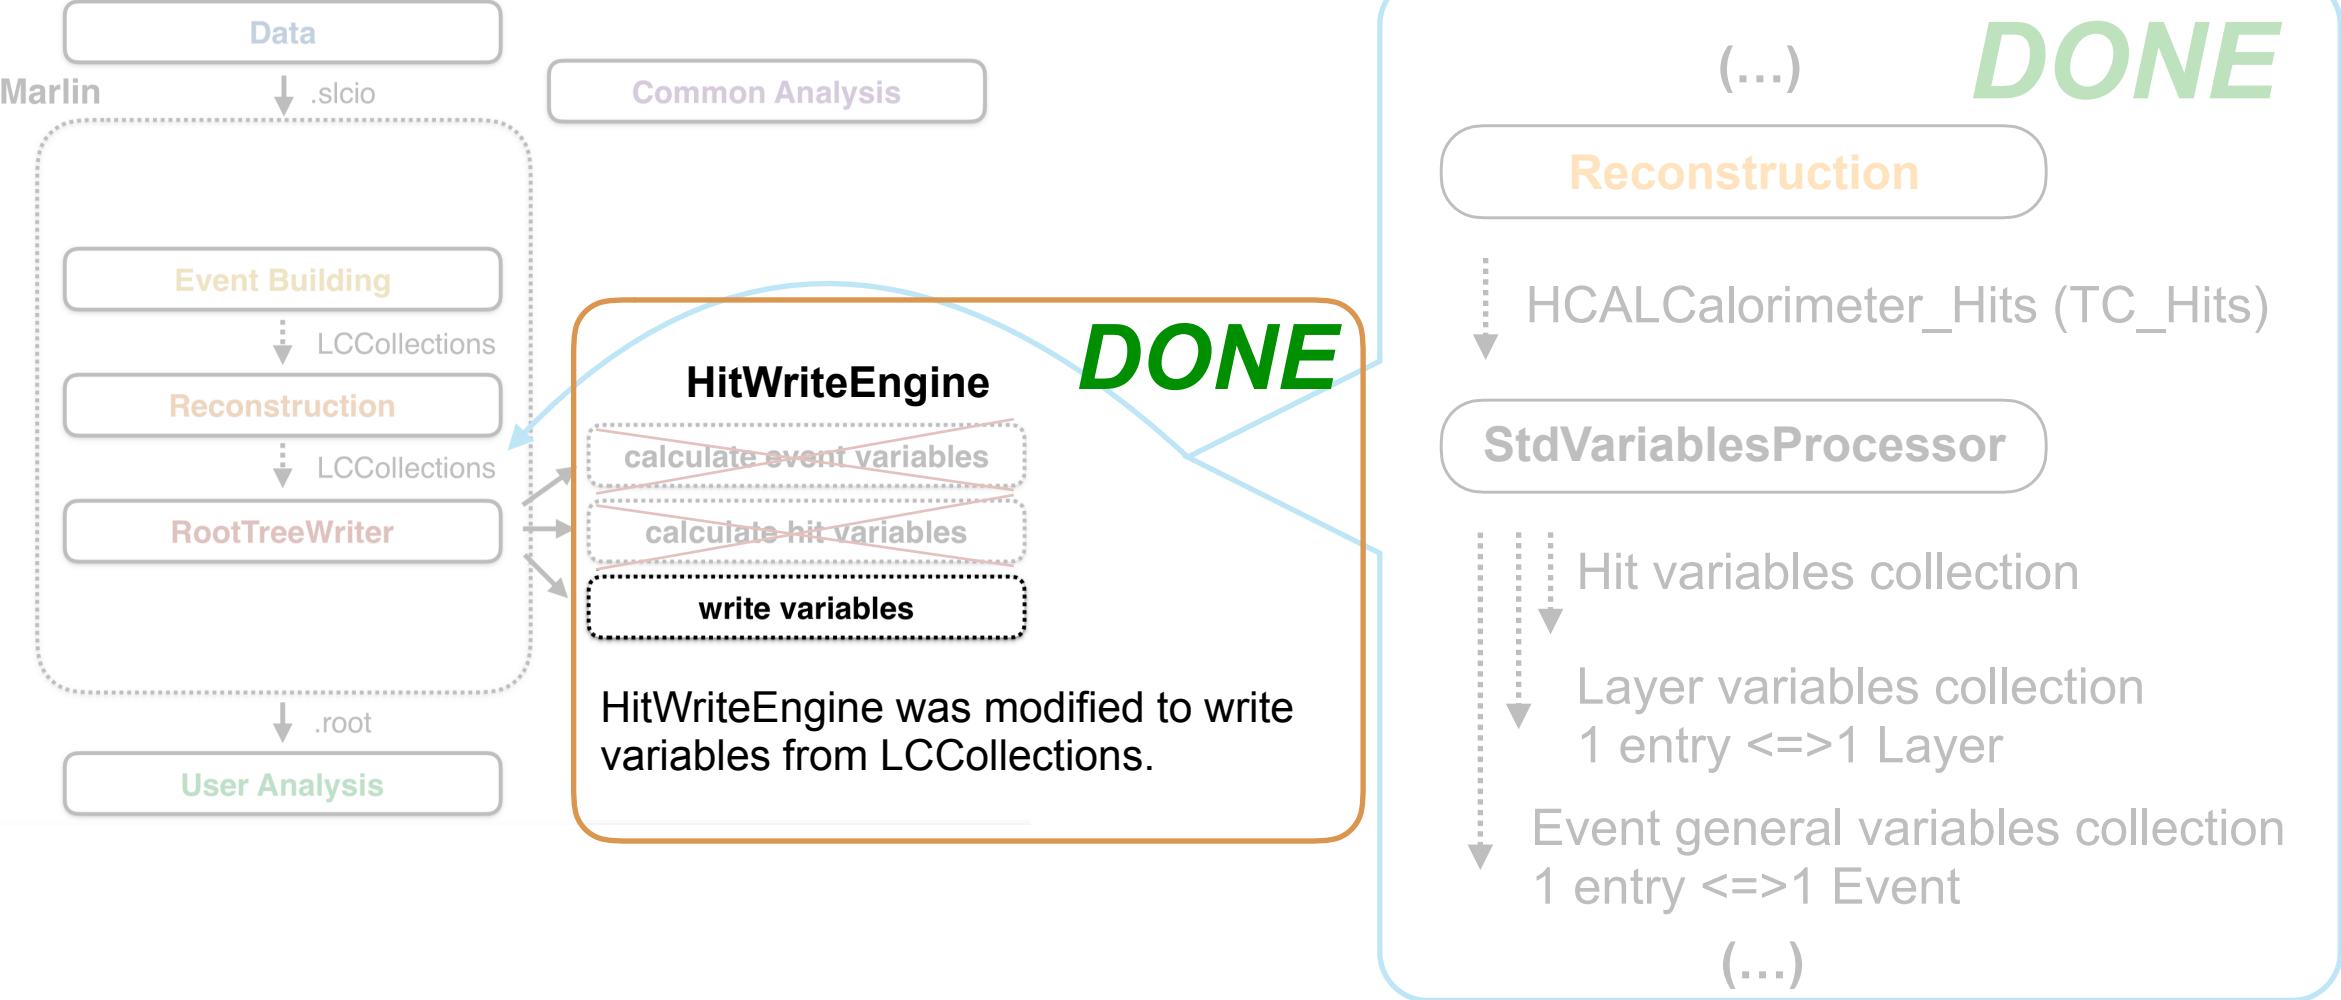 Data
Marlin
.slcio
Common Analysis
Event Building
LCCollections
Reconstruction
LCCollections
RootTreeWriter
.root
User Analysis
DONE
HitWriteEngine
calculate event variables
calculate hit variables
write variables
HitWriteEngine was modified to write
variables from LCCollections.
DONE
(...)
Reconstruction
HCALCalorimeter_Hits (TC_Hits)
StdVariablesProcessor
Hit variables collection
Layer variables collection
1 entry <=>1 Layer
Event general variables collection
1 entry <=>1 Event
(...)